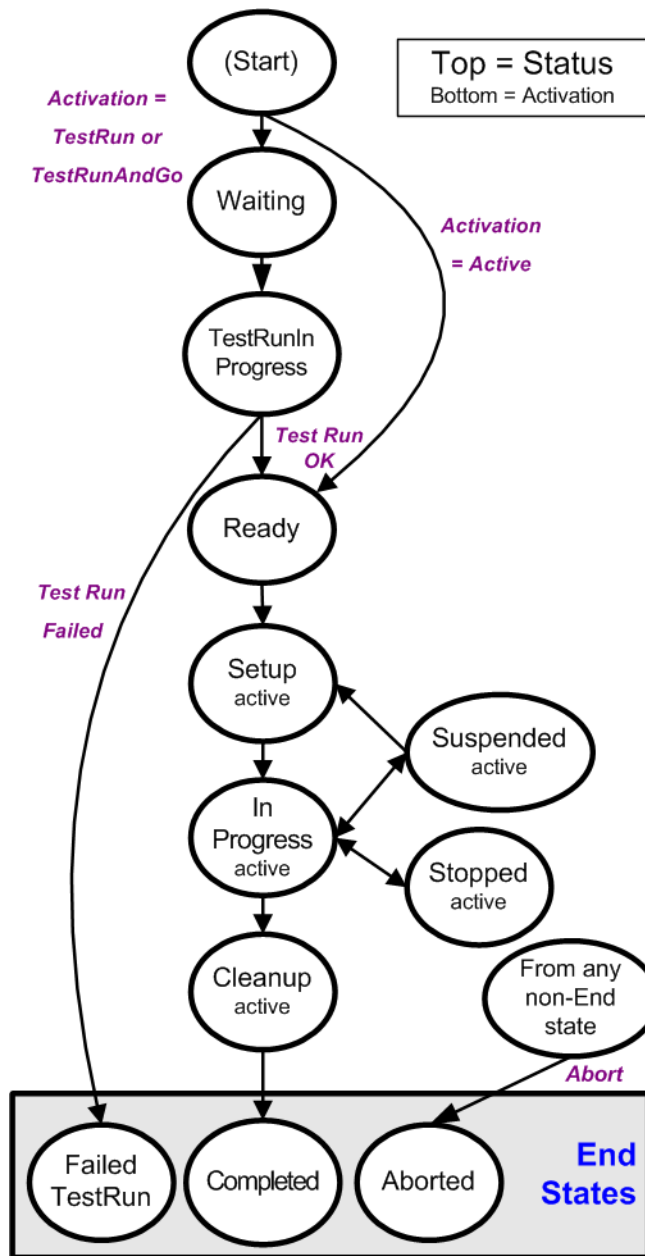 (Start)
Top = Status
Bottom = Activation
Activation =
TestRun or
TestRunAndGo
Waiting
Activation
= Active
TestRunIn
Progress
Test Run
OK
Ready
Test Run
Failed
Setup
active
Suspended
active
In
Progress
active
Stopped
active
Cleanup
active
From any
non-End
state
Abort
Failed
TestRun
Completed
Aborted
End
States